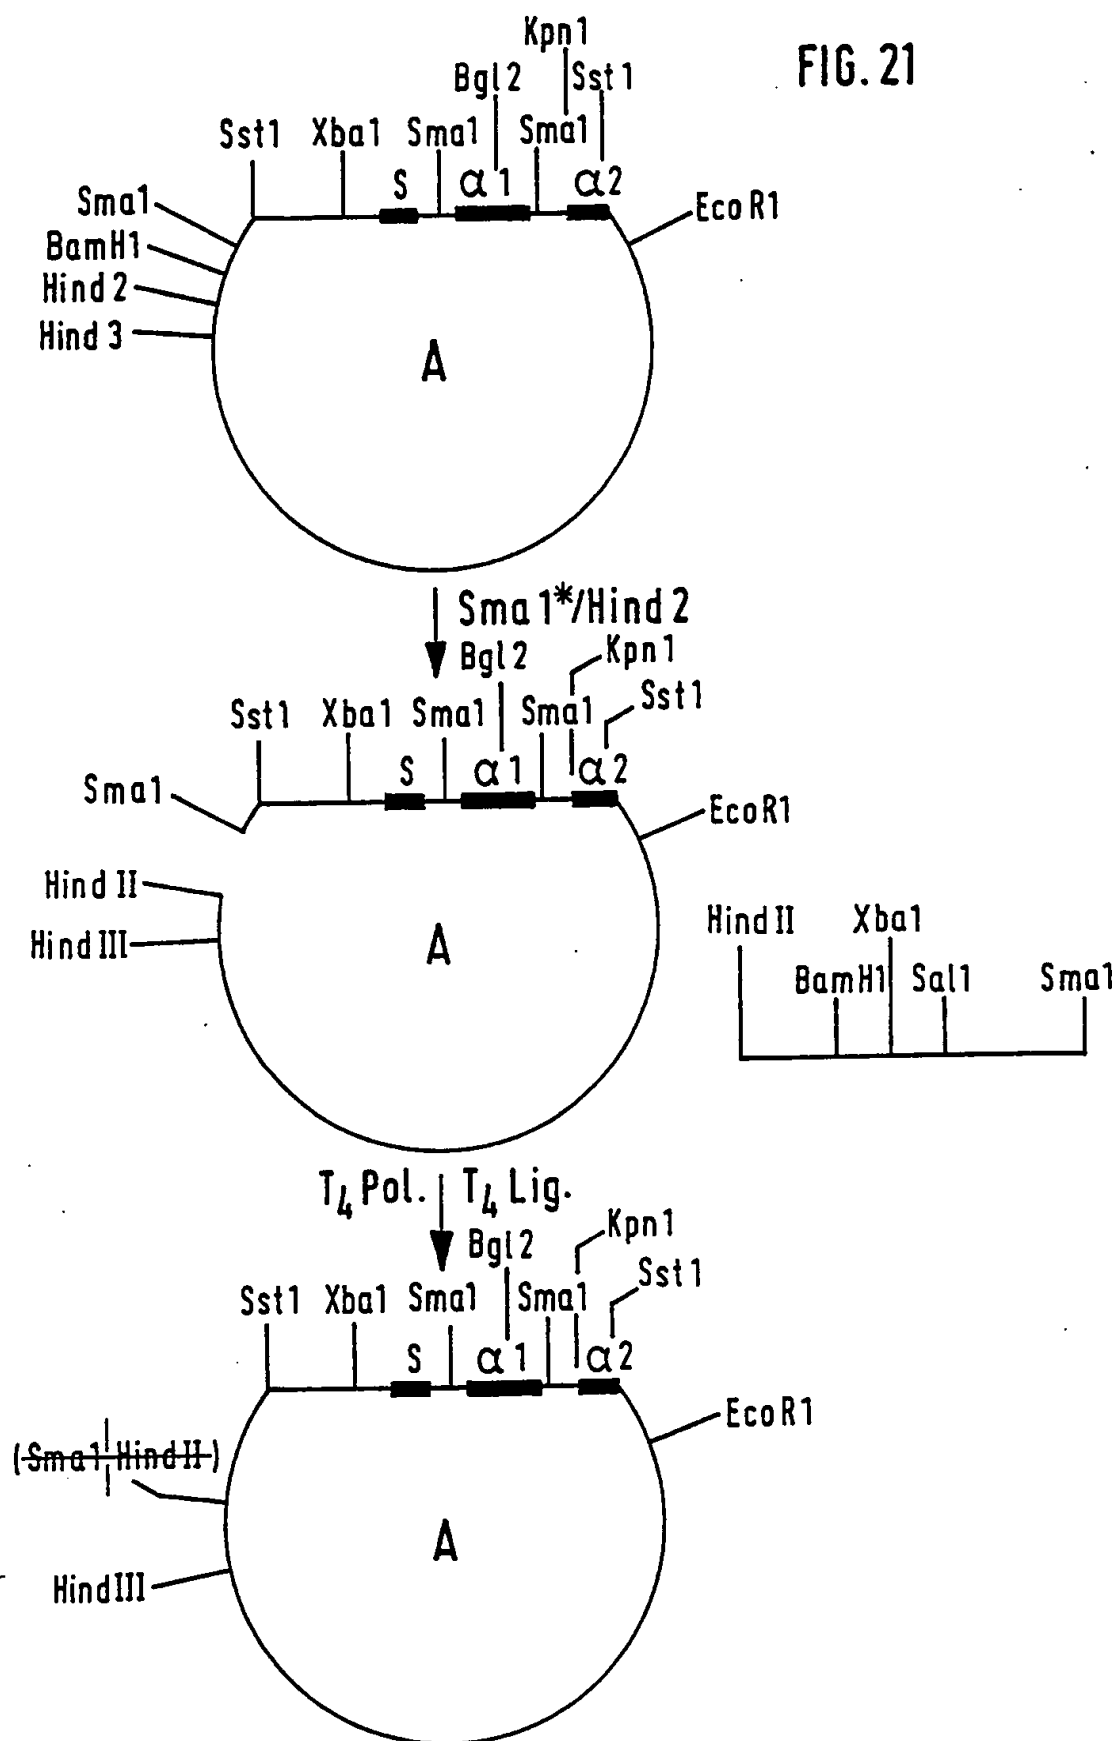 FIG. 21
Kpn1
Bgl2 Sst1
Sst1 Xba1 Sma1 Sma1
S α1 α2
Sma1
EcoR1
BamH1
Hind 2
Hind 3
A
Sma 1*/Hind 2
Bgl2 Kpn1
Sst1
Sst1 Xba1 Sma1 Sma1
S α1 α2
Sma1
EcoR1
Hind II
Hind III
A
Hind II Xba1
BamH1 Sal1 Sma1
T4 Pol. T4 Lig.
Kpn1
Bgl2
Sst1
Sst1 Xba1 Sma1 Sma1
S α1 α2
EcoR1
(Sma1 Hind II)
A
Hind III